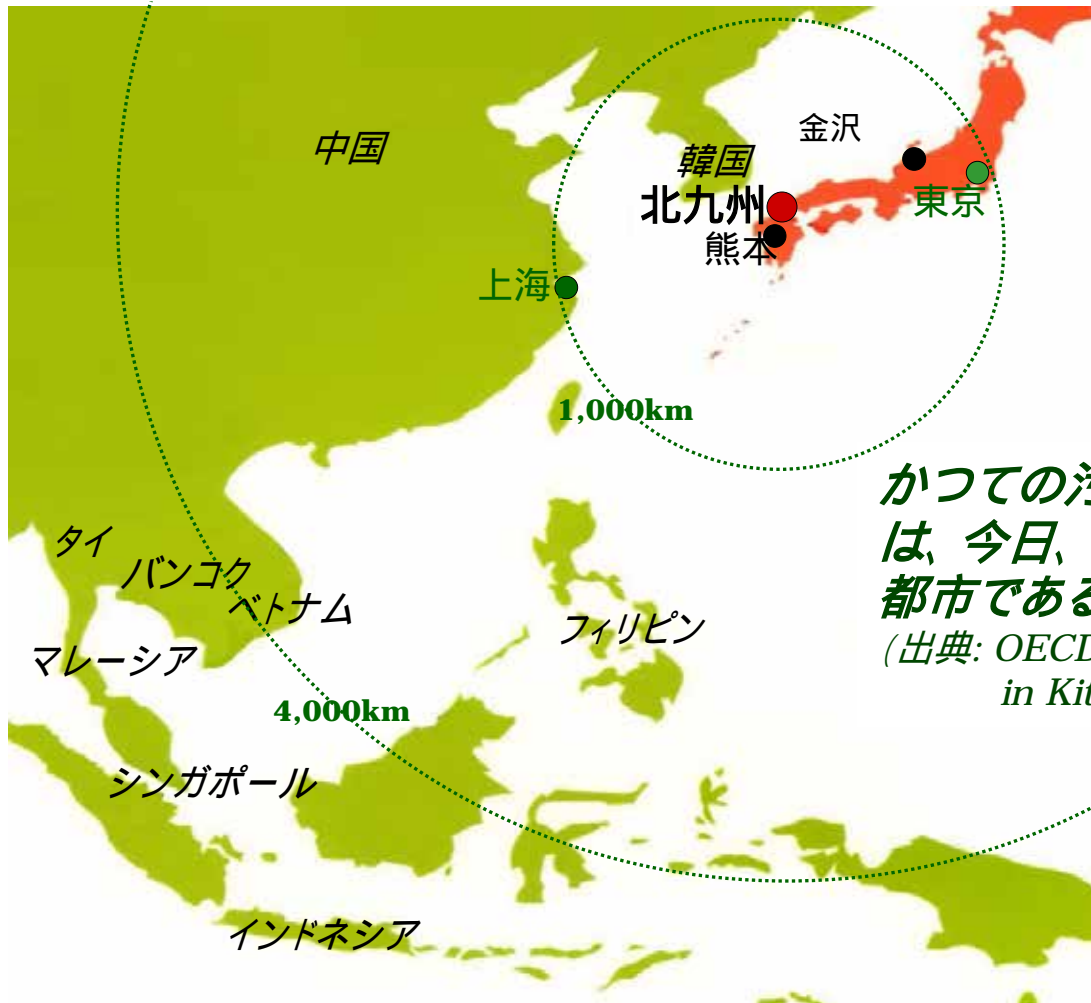 中国
韓国
金沢
北九州
東京
熊本
上海
1,000km
かつての
は、今日、
都市である
(出典: OECD
in Kit
タイ
バンコク
ベトナム
フィリピン
マレーシア
4,000km
シンガポール
インドネシア